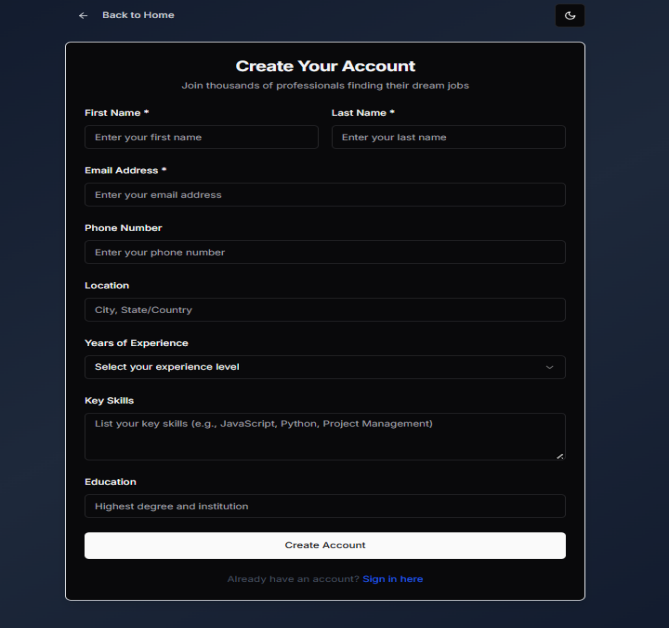 Back to Home
Create Your Account
Join thousands of professionals finding their dream jobs
First Name *
Last Name *
Enter your first name
Enter your last name
Email Address *
Enter your email address
Phone Number
Enter your phone number
Location
City, State/Country
Years of Experience
Select your experience level
Key Skills
List your key skills (e.g., JavaScript, Python, Project Management)
Education
Highest degree and institution
Create Account
Already have an account? Sign in here